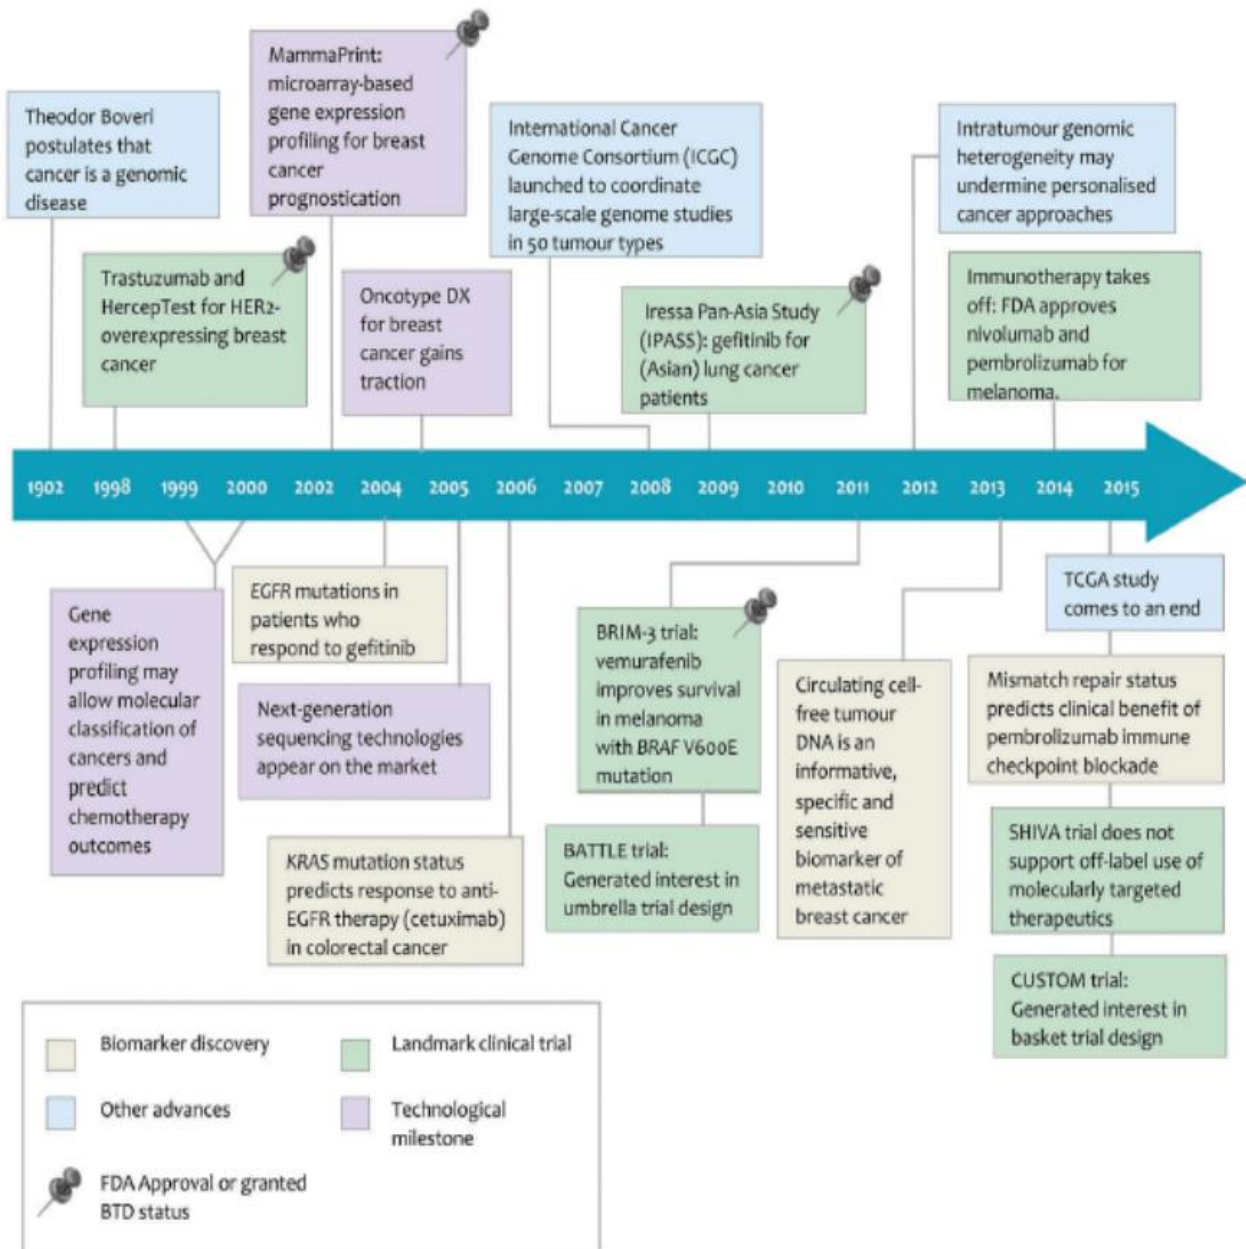 MammaPrint:
microarray-based
gene expression
profiling for breast
cancer
prognostication
Theodor Boveri
postulates that
cancer is a genomic
disease
International Cancer
Genome Consortium (ICGC)
launched to coordinate
large-scale genome studies
in 50 tumour types
Intratumour genomic
heterogeneity may
undermine personalised
cancer approaches
Trastuzumab and
HercepTest for HER2-
overexpressing breast
cancer
Oncotype DX
for breast
cancer gains
traction
Iressa Pan-Asia Study
(IPASS): gefitinib for
(Asian) lung cancer
patients
Immunotherapy takes
off: FDA approves
nivolumab and
pembrolizumab for
melanoma.
1902 1998 1999 2000 2002 2004 2005 2006 2007 2008 2009 2010 2011 2012 2013 2014 2015
Gene
expression
profiling may
allow molecular
classification of
cancers and
predict
chemotherapy
outcomes
EGFR mutations in
patients who
respond to gefitinib
Next-generation
sequencing technologies
appear on the market
KRAS mutation status
predicts response to anti-
EGFR therapy (cetuximab)
in colorectal cancer
BRIM-3 trial:
vemurafenib
improves survival
in melanoma
with BRAF V600E
mutation
BATTLE trial:
Generated interest in
umbrella trial design
Circulating cell-
free tumour
DNA is an
informative,
specific and
sensitive
biomarker of
metastatic
breast cancer
TCGA study
comes to an end
Mismatch repair status
predicts clinical benefit of
pembrolizumab immune
checkpoint blockade
SHIVA trial does not
support off-label use of
molecularly targeted
therapeutics
CUSTOM trial:
Generated interest in
basket trial design
Biomarker discovery
Landmark clinical trial
Other advances
Technological
milestone
FDA Approval or granted
BTD status